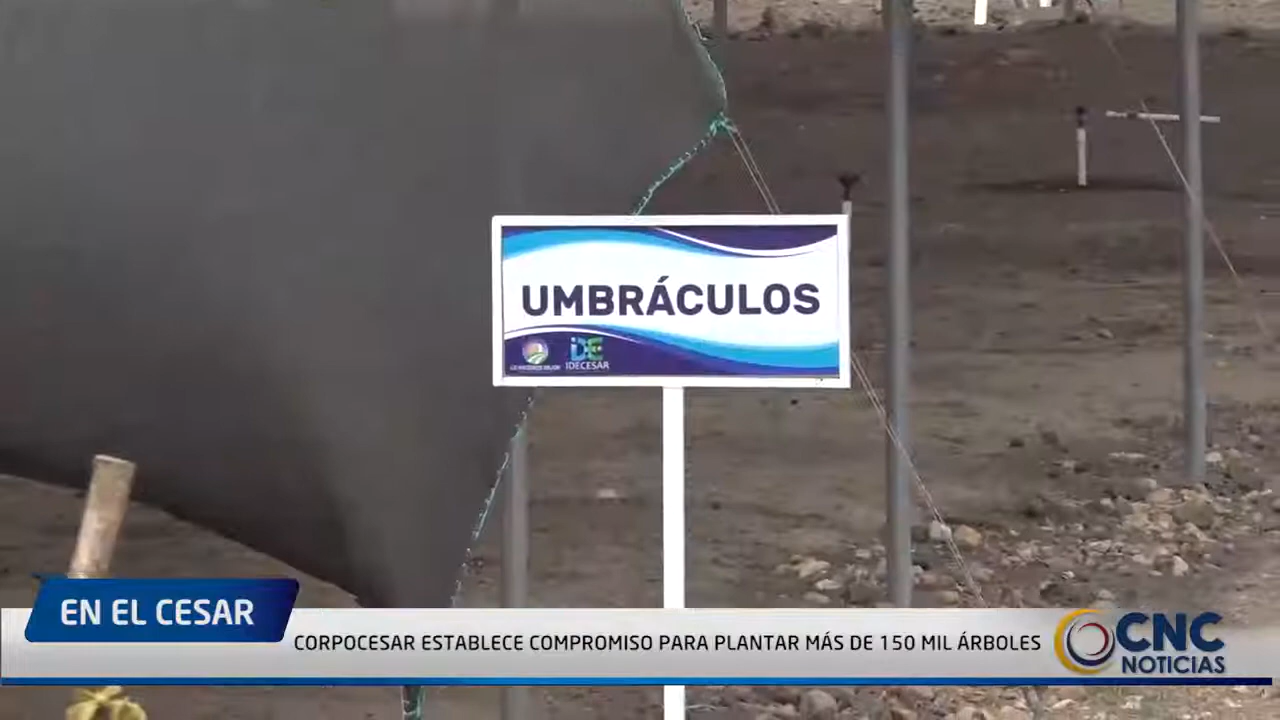 UMBRÁCULOS
IDECESAR
EN EL CESAR
CORPOCESAR ESTABLECE COMPROMISO PARA PLANTAR MÁS DE 150 MIL ÁRBOLES
CNC
NOTICIAS